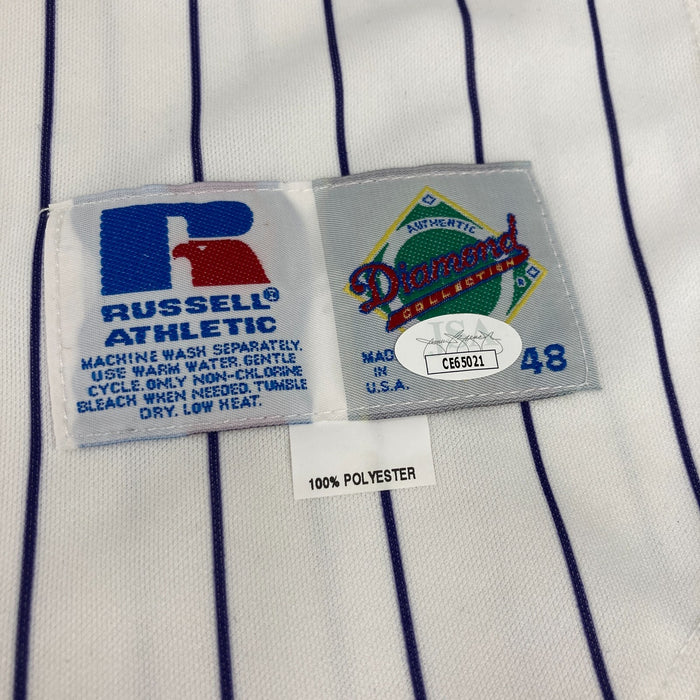 R
RUSSELL®
ATHLETIC
MACHINE WASH SEPARATELY.
USE WARM WATER. GENTLE
CYCLE. ONLY NON-CHLORINE
BLEACH WHEN NEEDED. TUMBLE
DRY. LOW HEAT.
AUTHENTIC
Diamond
COLLECTION
MADE
IN
U.S.A.
JSA
CE65021
48
100% POLYESTER